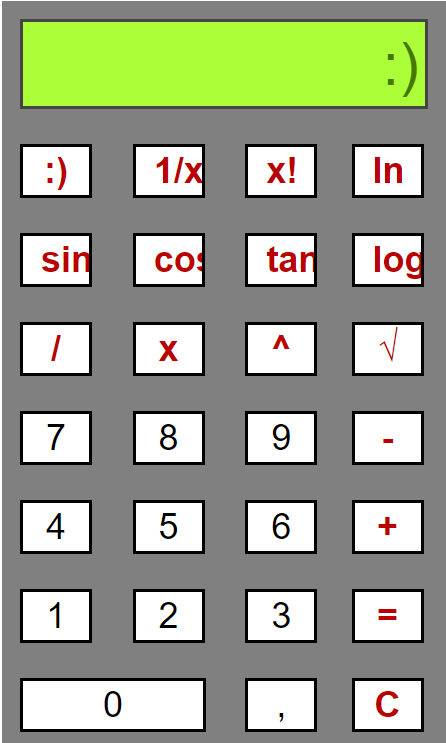 :)
:) 1/x x! ln
sin cos tan log
/ x ^ √
7 8 9 -
4 5 6 +
1 2 3 =
0 , C